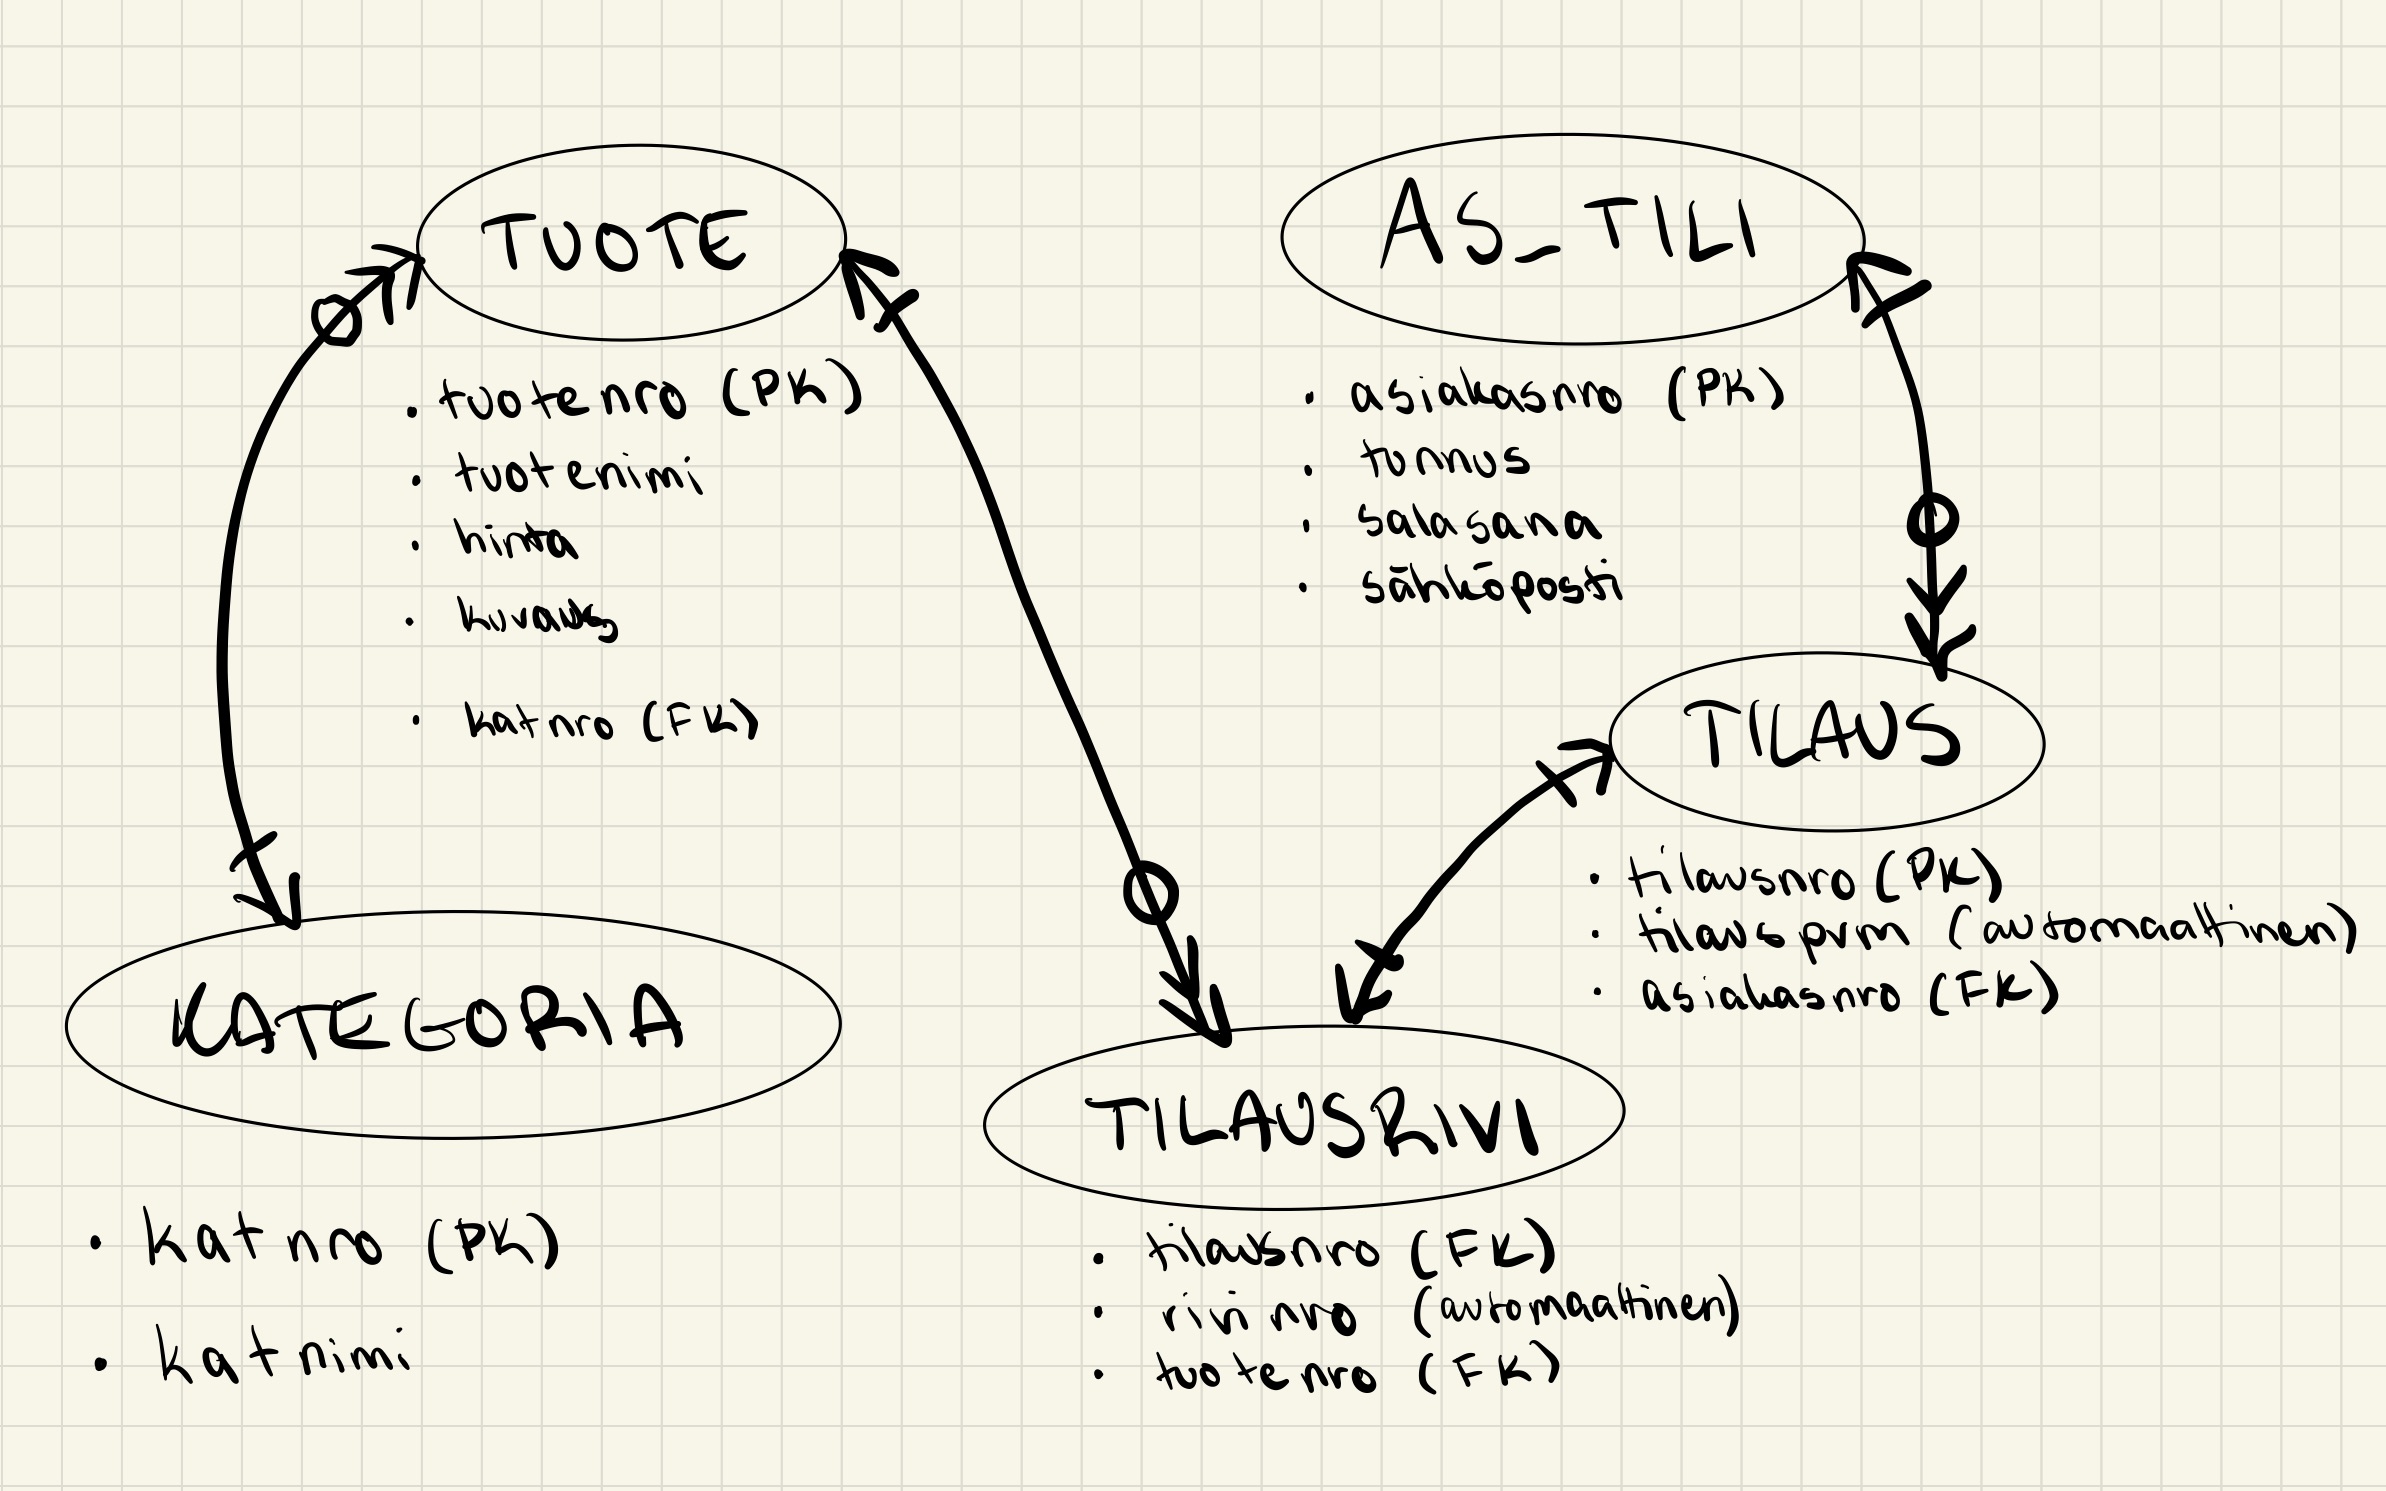 TUOTE
• tuotenro (PK)
• tuotenimi
• hinta
• kuvaus
• katnro (FK)
AS_TILI
• asiakasnro (PK)
• tunnus
• salasana
• sähköposti
TILAUS
• tilausnro (PK)
• tilauspvm (automaattinen)
• asiakasnro (FK)
KATEGORIA
• katnro (PK)
• katnimi
TILAUSRIVI
• tilausnro (FK)
• rivinro (automaattinen)
• tuotenro (FK)